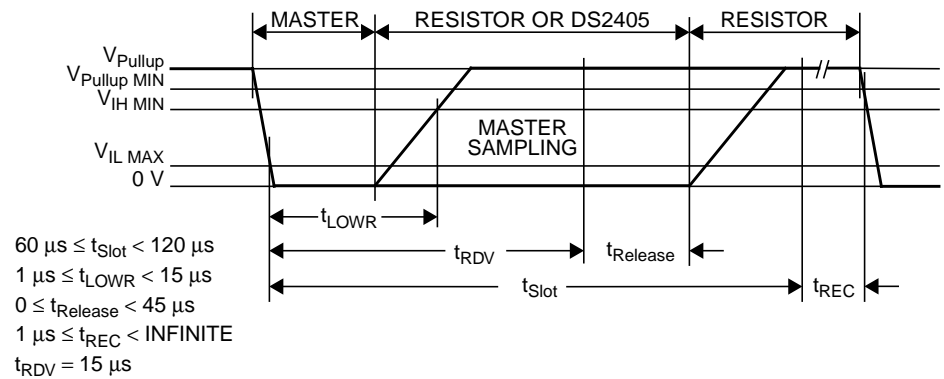 MASTER RESISTOR OR DS2405 RESISTOR
VPullup
VPullup MIN
VIH MIN
MASTER
SAMPLING
VIL MAX
0 V
tLOWR
tRDV tRelease
tSlot tREC
60 µs ≤ tSlot < 120 µs
1 µs ≤ tLOWR < 15 µs
0 ≤ tRelease < 45 µs
1 µs ≤ tREC < INFINITE
tRDV = 15 µs